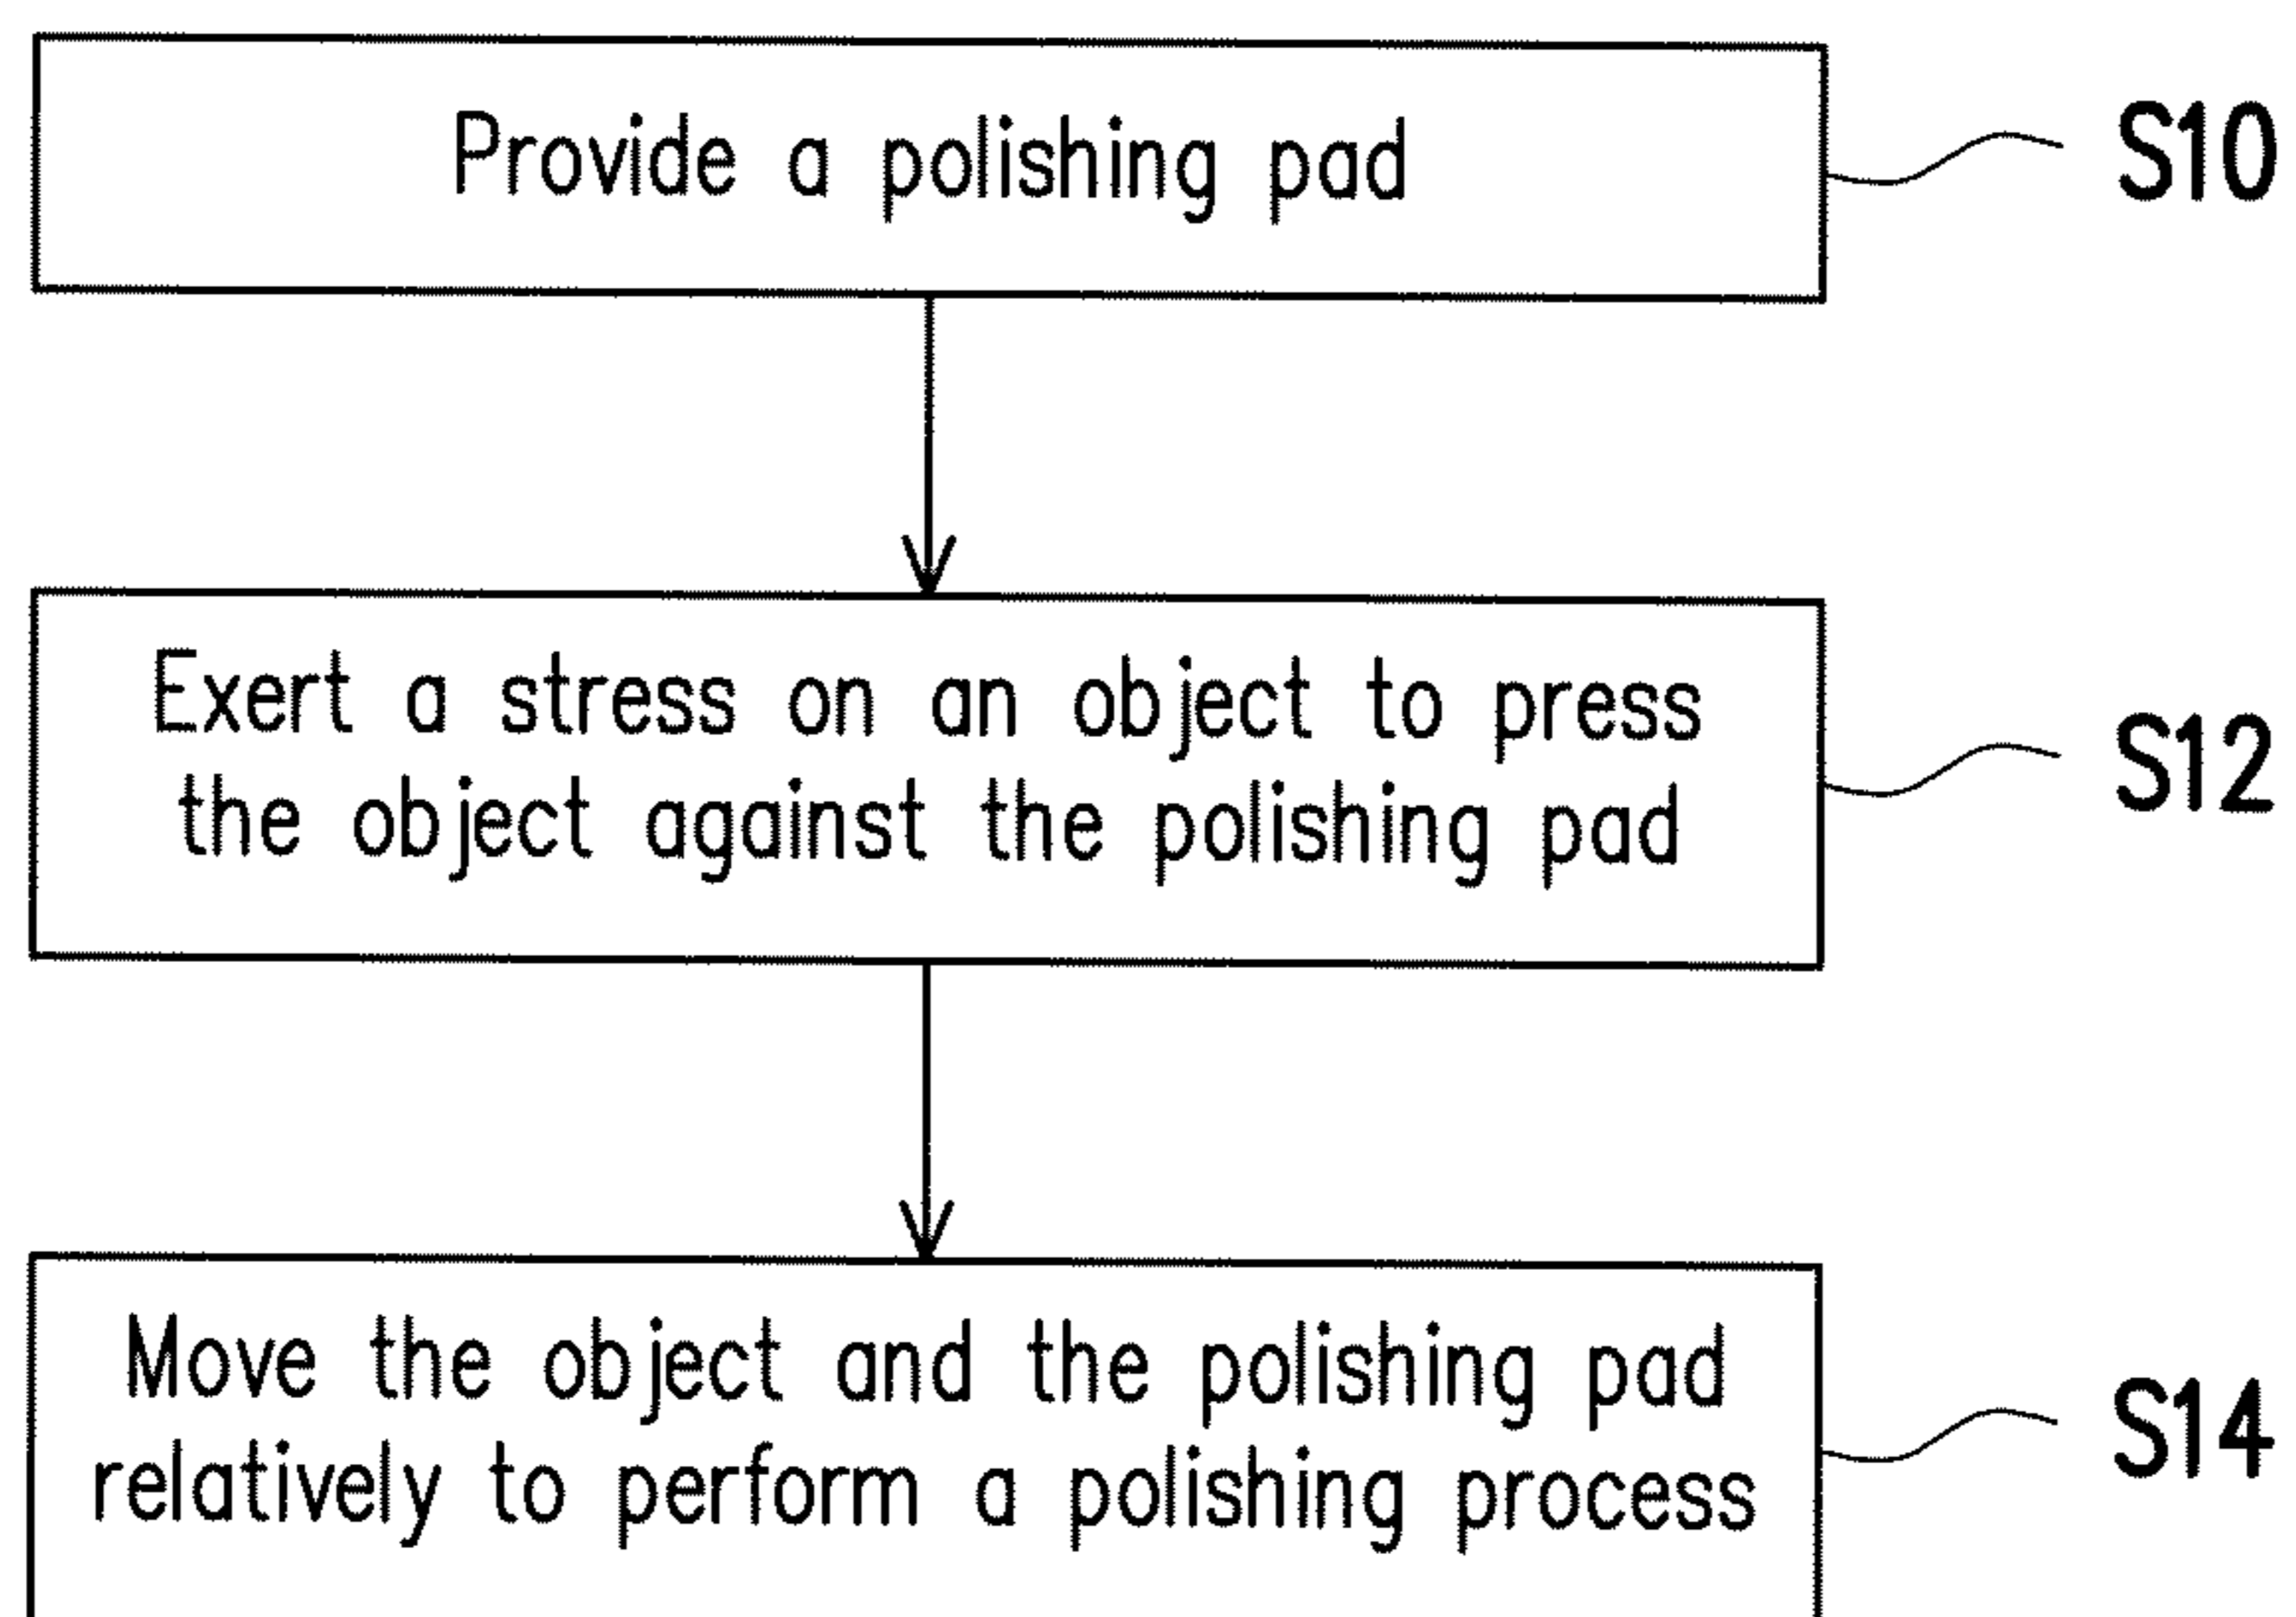 Provide a polishing pad
S10
Exert a stress on an object to press
the object against the polishing pad
S12
Move the object and the polishing pad
relatively to perform a polishing process
S14